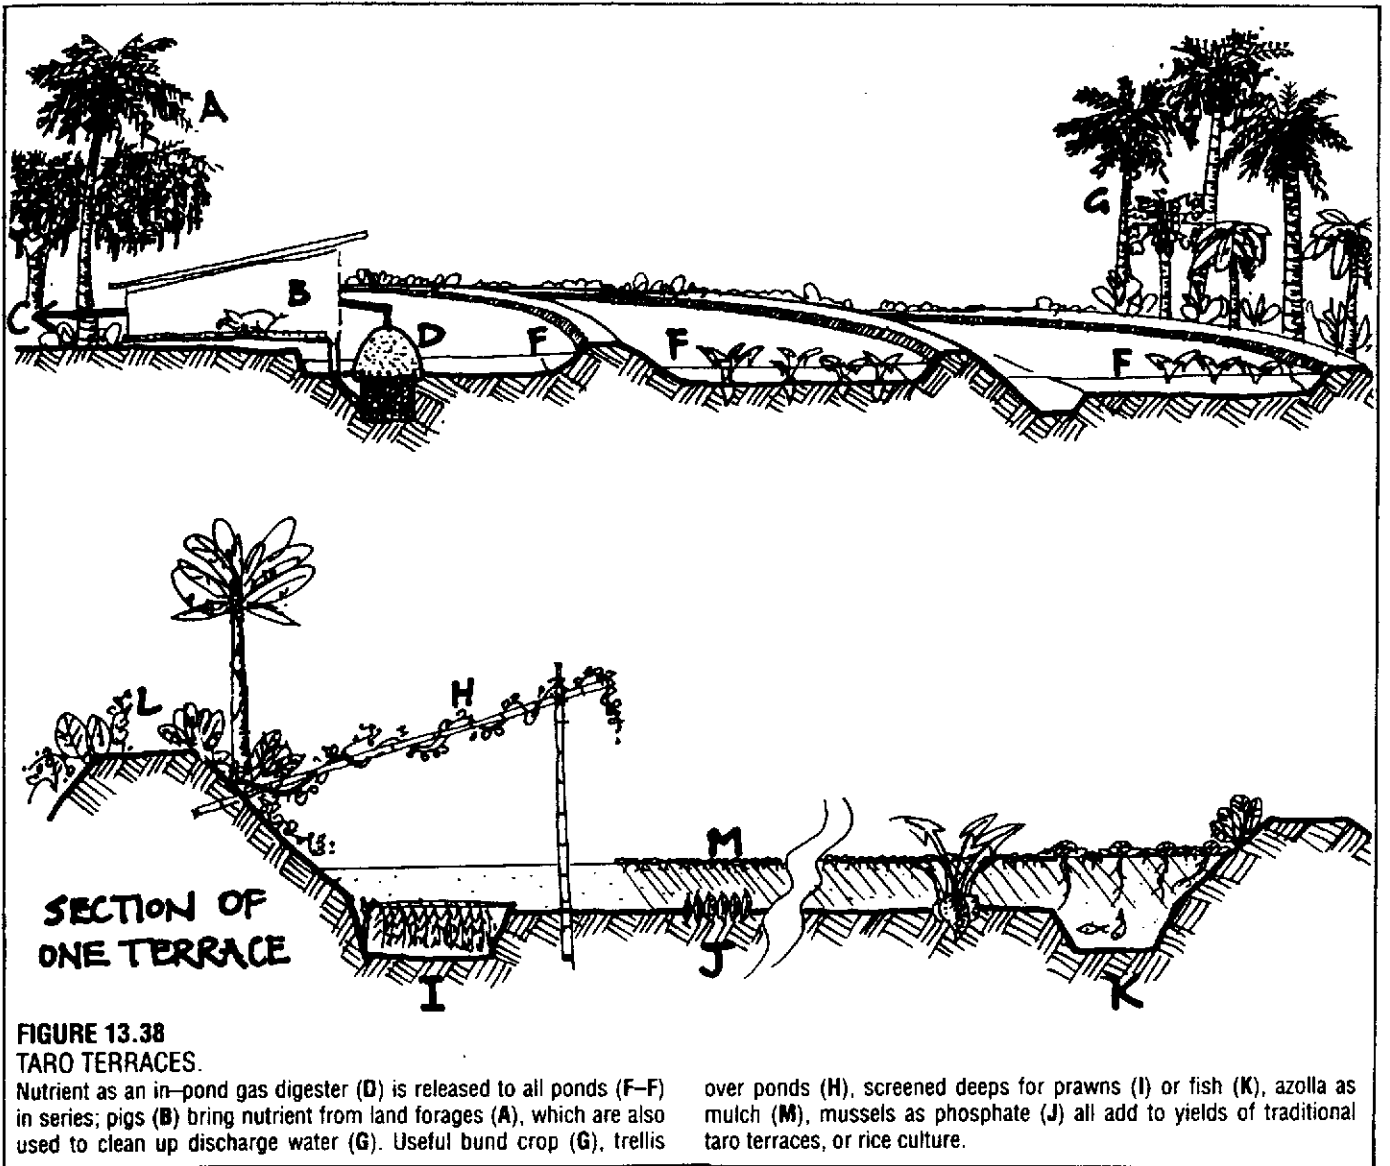 A
G
C
B
D
F
F
F
L
H
M
SECTION OF
ONE TERRACE
J
I
K
FIGURE 13.38
TARO TERRACES.
Nutrient as an in–pond gas digester (D) is released to all ponds (F–F)
in series; pigs (B) bring nutrient from land forages (A), which are also
used to clean up discharge water (G). Useful bund crop (G), trellis
over ponds (H), screened deeps for prawns (I) or fish (K), azolla as
mulch (M), mussels as phosphate (J) all add to yields of traditional
taro terraces, or rice culture.